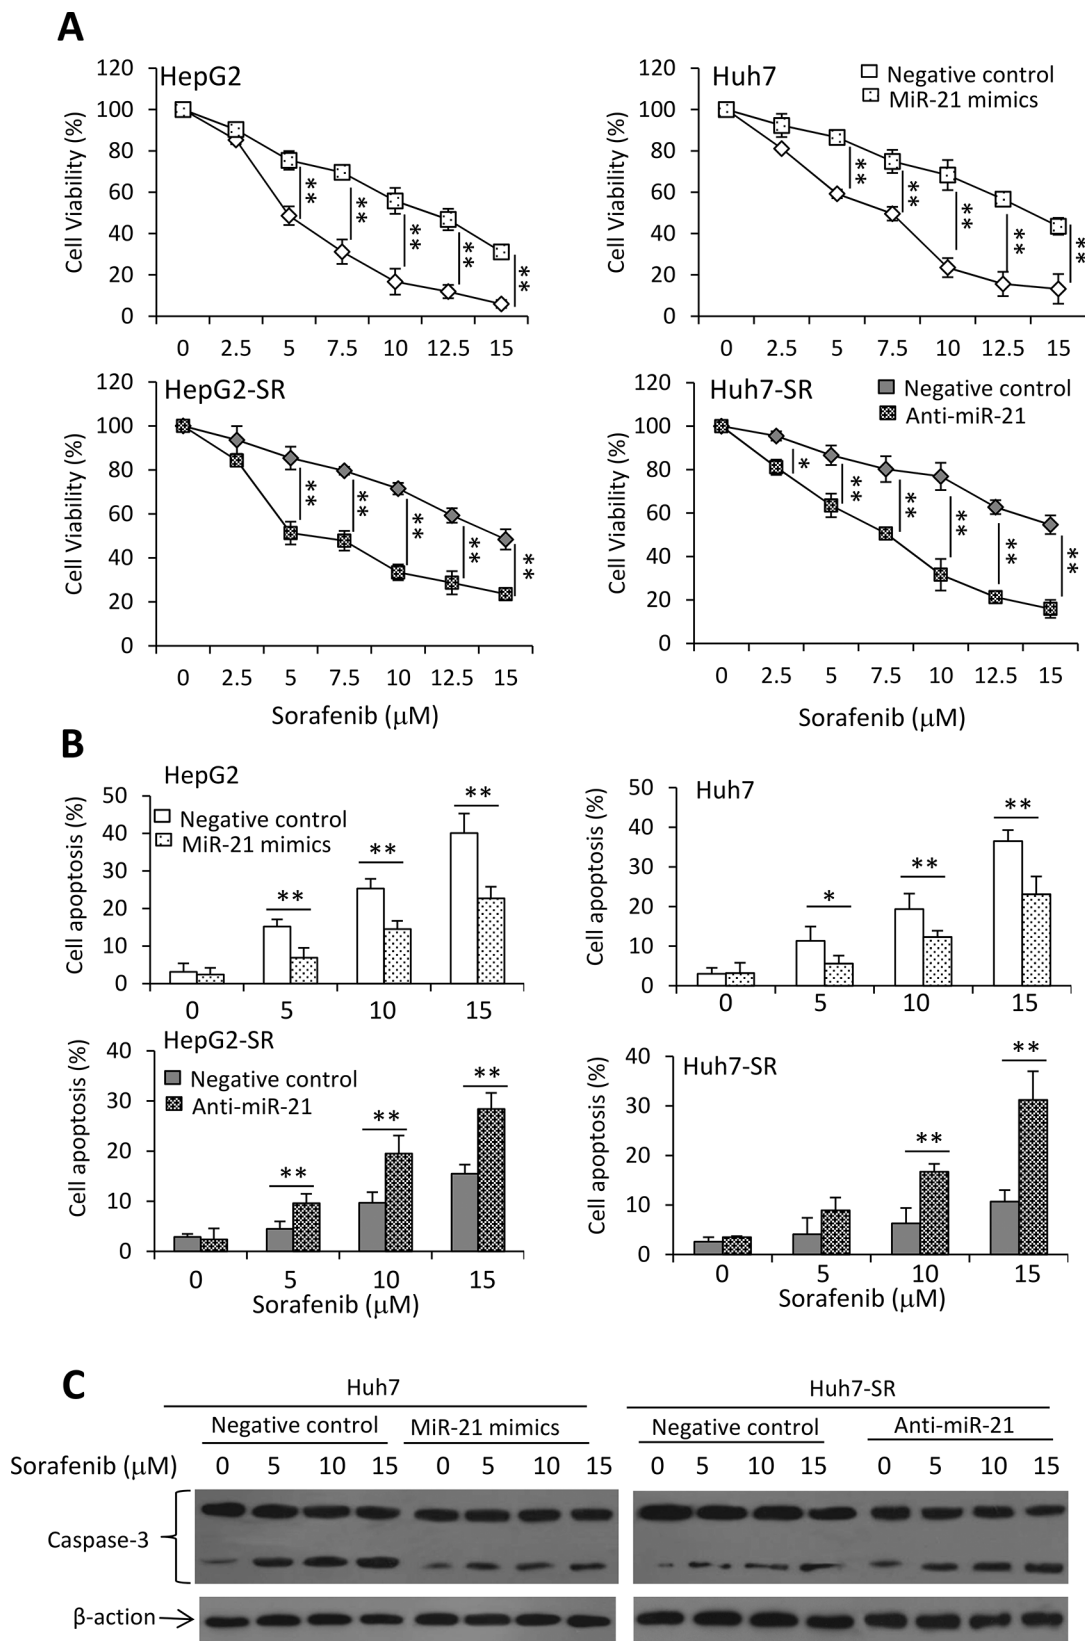 A
HepG2
Cell Viability (%)
120
100
80
60
40
20
0
** ** ** ** **
0 2.5 5 7.5 10 12.5 15
Huh7
Negative control
MiR-21 mimics
Cell Viability (%)
120
100
80
60
40
20
0
** ** ** ** **
0 2.5 5 7.5 10 12.5 15
HepG2-SR
Cell Viability (%)
120
100
80
60
40
20
0
** ** ** ** **
0 2.5 5 7.5 10 12.5 15
Sorafenib (μM)
Huh7-SR
Negative control
Anti-miR-21
Cell Viability (%)
120
100
80
60
40
20
0
* ** ** ** ** **
0 2.5 5 7.5 10 12.5 15
Sorafenib (μM)
B
HepG2
Negative control
MiR-21 mimics
Cell apoptosis (%)
50
40
30
20
10
0
** ** **
0 5 10 15
Huh7
Cell apoptosis (%)
50
40
30
20
10
0
* ** **
0 5 10 15
HepG2-SR
Negative control
Anti-miR-21
Cell apoptosis (%)
40
30
20
10
0
** ** **
0 5 10 15
Sorafenib (μM)
Huh7-SR
Cell apoptosis (%)
40
30
20
10
0
** **
0 5 10 15
Sorafenib (μM)
C
Huh7 Huh7-SR
Negative control MiR-21 mimics Negative control Anti-miR-21
Sorafenib (μM) 0 5 10 15 0 5 10 15 0 5 10 15 0 5 10 15
Caspase-3
β-action